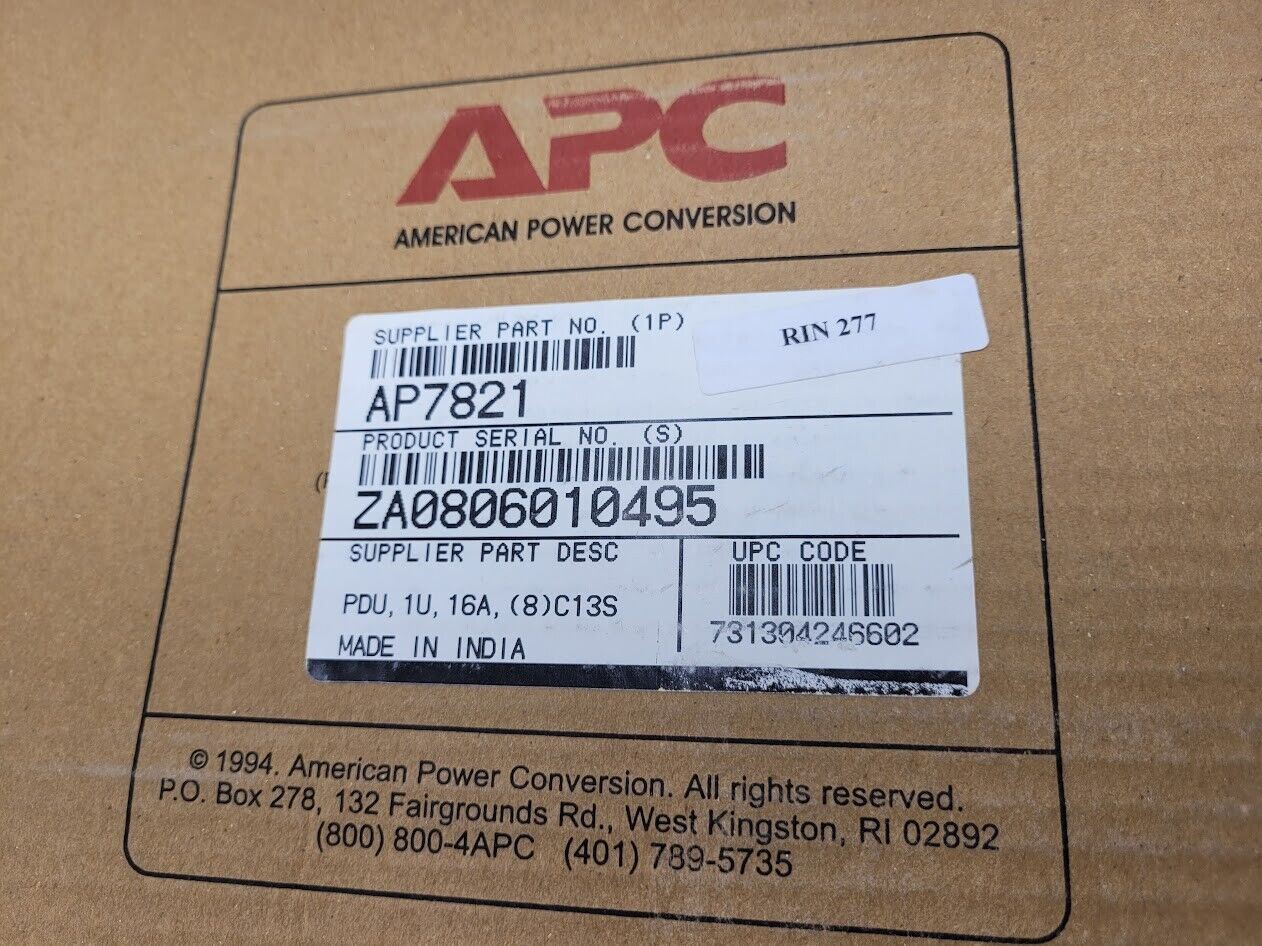 APC
AMERICAN POWER CONVERSION
SUPPLIER PART NO. (1P)
RIN 277
AP7821
PRODUCT SERIAL NO. (S)
ZA0806010495
SUPPLIER PART DESC
PDU, 1U, 16A, (8)C13S
MADE IN INDIA
UPC CODE
731304246602
© 1994. American Power Conversion. All rights reserved.
P.O. Box 278, 132 Fairgrounds Rd., West Kingston, RI 02892
(800) 800-4APC (401) 789-5735